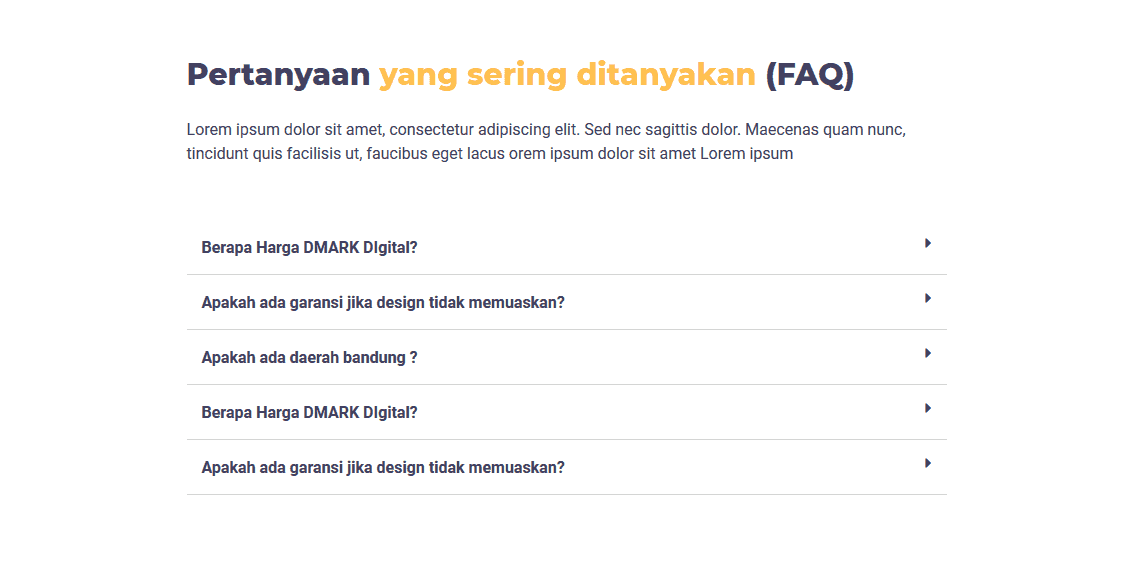 Pertanyaan yang sering ditanyakan (FAQ)
Lorem ipsum dolor sit amet, consectetur adipiscing elit. Sed nec sagittis dolor. Maecenas quam nunc,
tincidunt quis facilisis ut, faucibus eget lacus orem ipsum dolor sit amet Lorem ipsum
Berapa Harga DMARK DIgital?
Apakah ada garansi jika design tidak memuaskan?
Apakah ada daerah bandung ?
Berapa Harga DMARK DIgital?
Apakah ada garansi jika design tidak memuaskan?